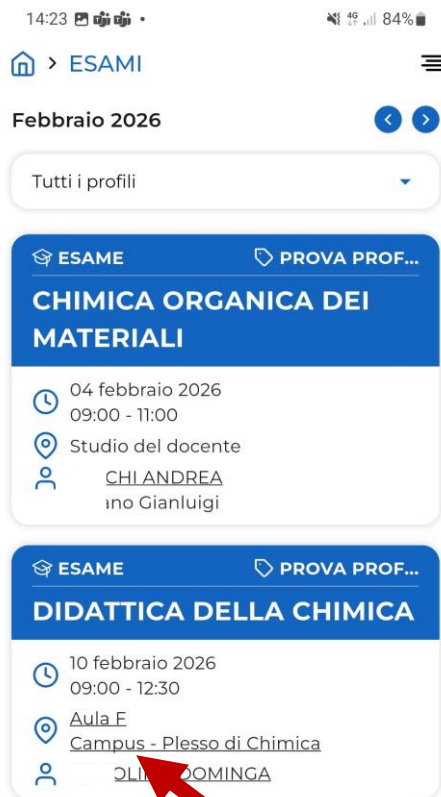 14:23 4G 84%
> ESAMI
Febbraio 2026
Tutti i profili
ESAME PROVA PROF...
CHIMICA ORGANICA DEI
MATERIALI
04 febbraio 2026
09:00 - 11:00
Studio del docente
ANDREA
Gianluigi
ESAME PROVA PROF...
DIDATTICA DELLA CHIMICA
10 febbraio 2026
09:00 - 12:30
Aula F
Campus - Plesso di Chimica
DOMINGA